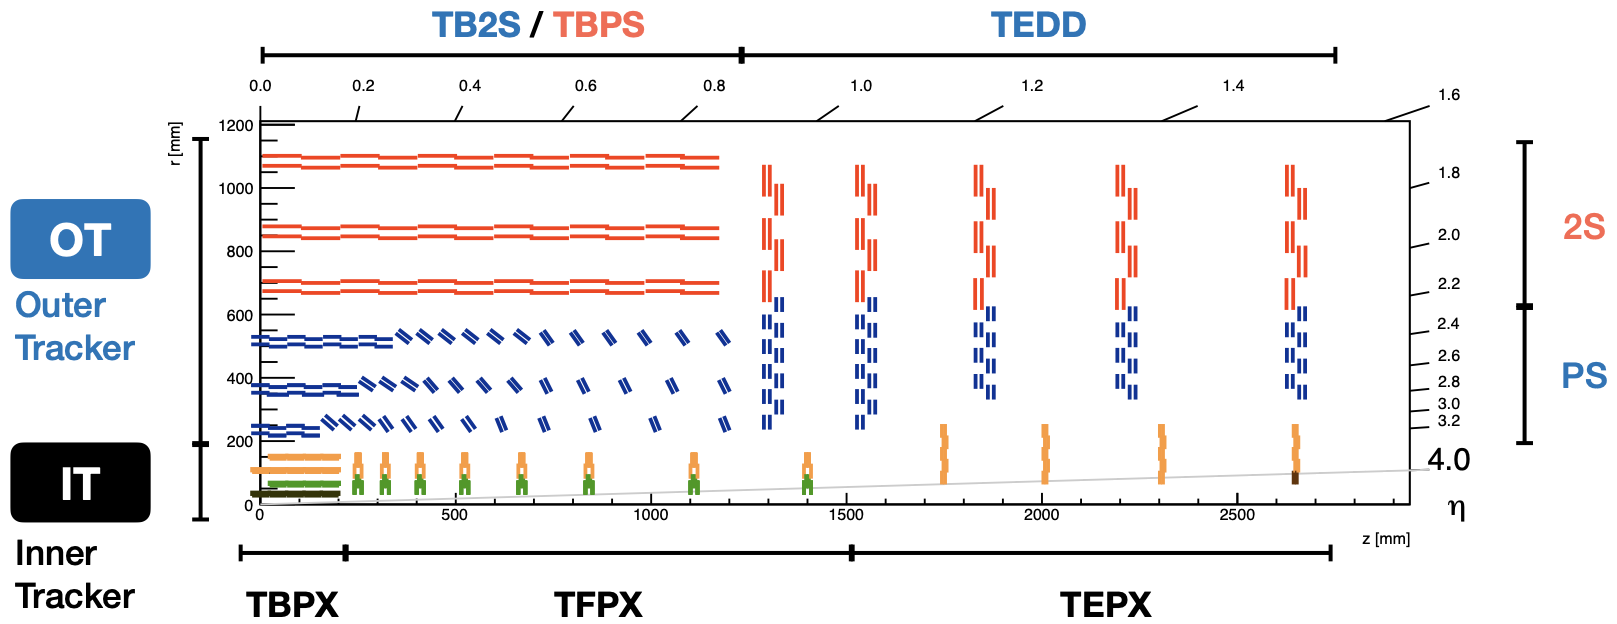 TB2S / TBPS
TEDD
0.0 0.2 0.4 0.6 0.8 1.0 1.2 1.4 1.6
r [mm]
1200
1000
800
600
400
200
0
1.8
2.0
2.2
2.4
2.6
2.8
3.0
3.2
4.0
η
0 500 1000 1500 2000 2500
z [mm]
OT
Outer
Tracker
IT
Inner
Tracker
2S
PS
TBPX
TFPX
TEPX